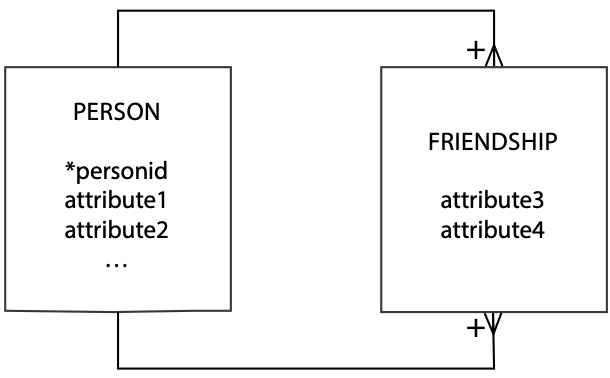 +
PERSON
*personid
attribute1
attribute2
...
FRIENDSHIP
attribute3
attribute4
+